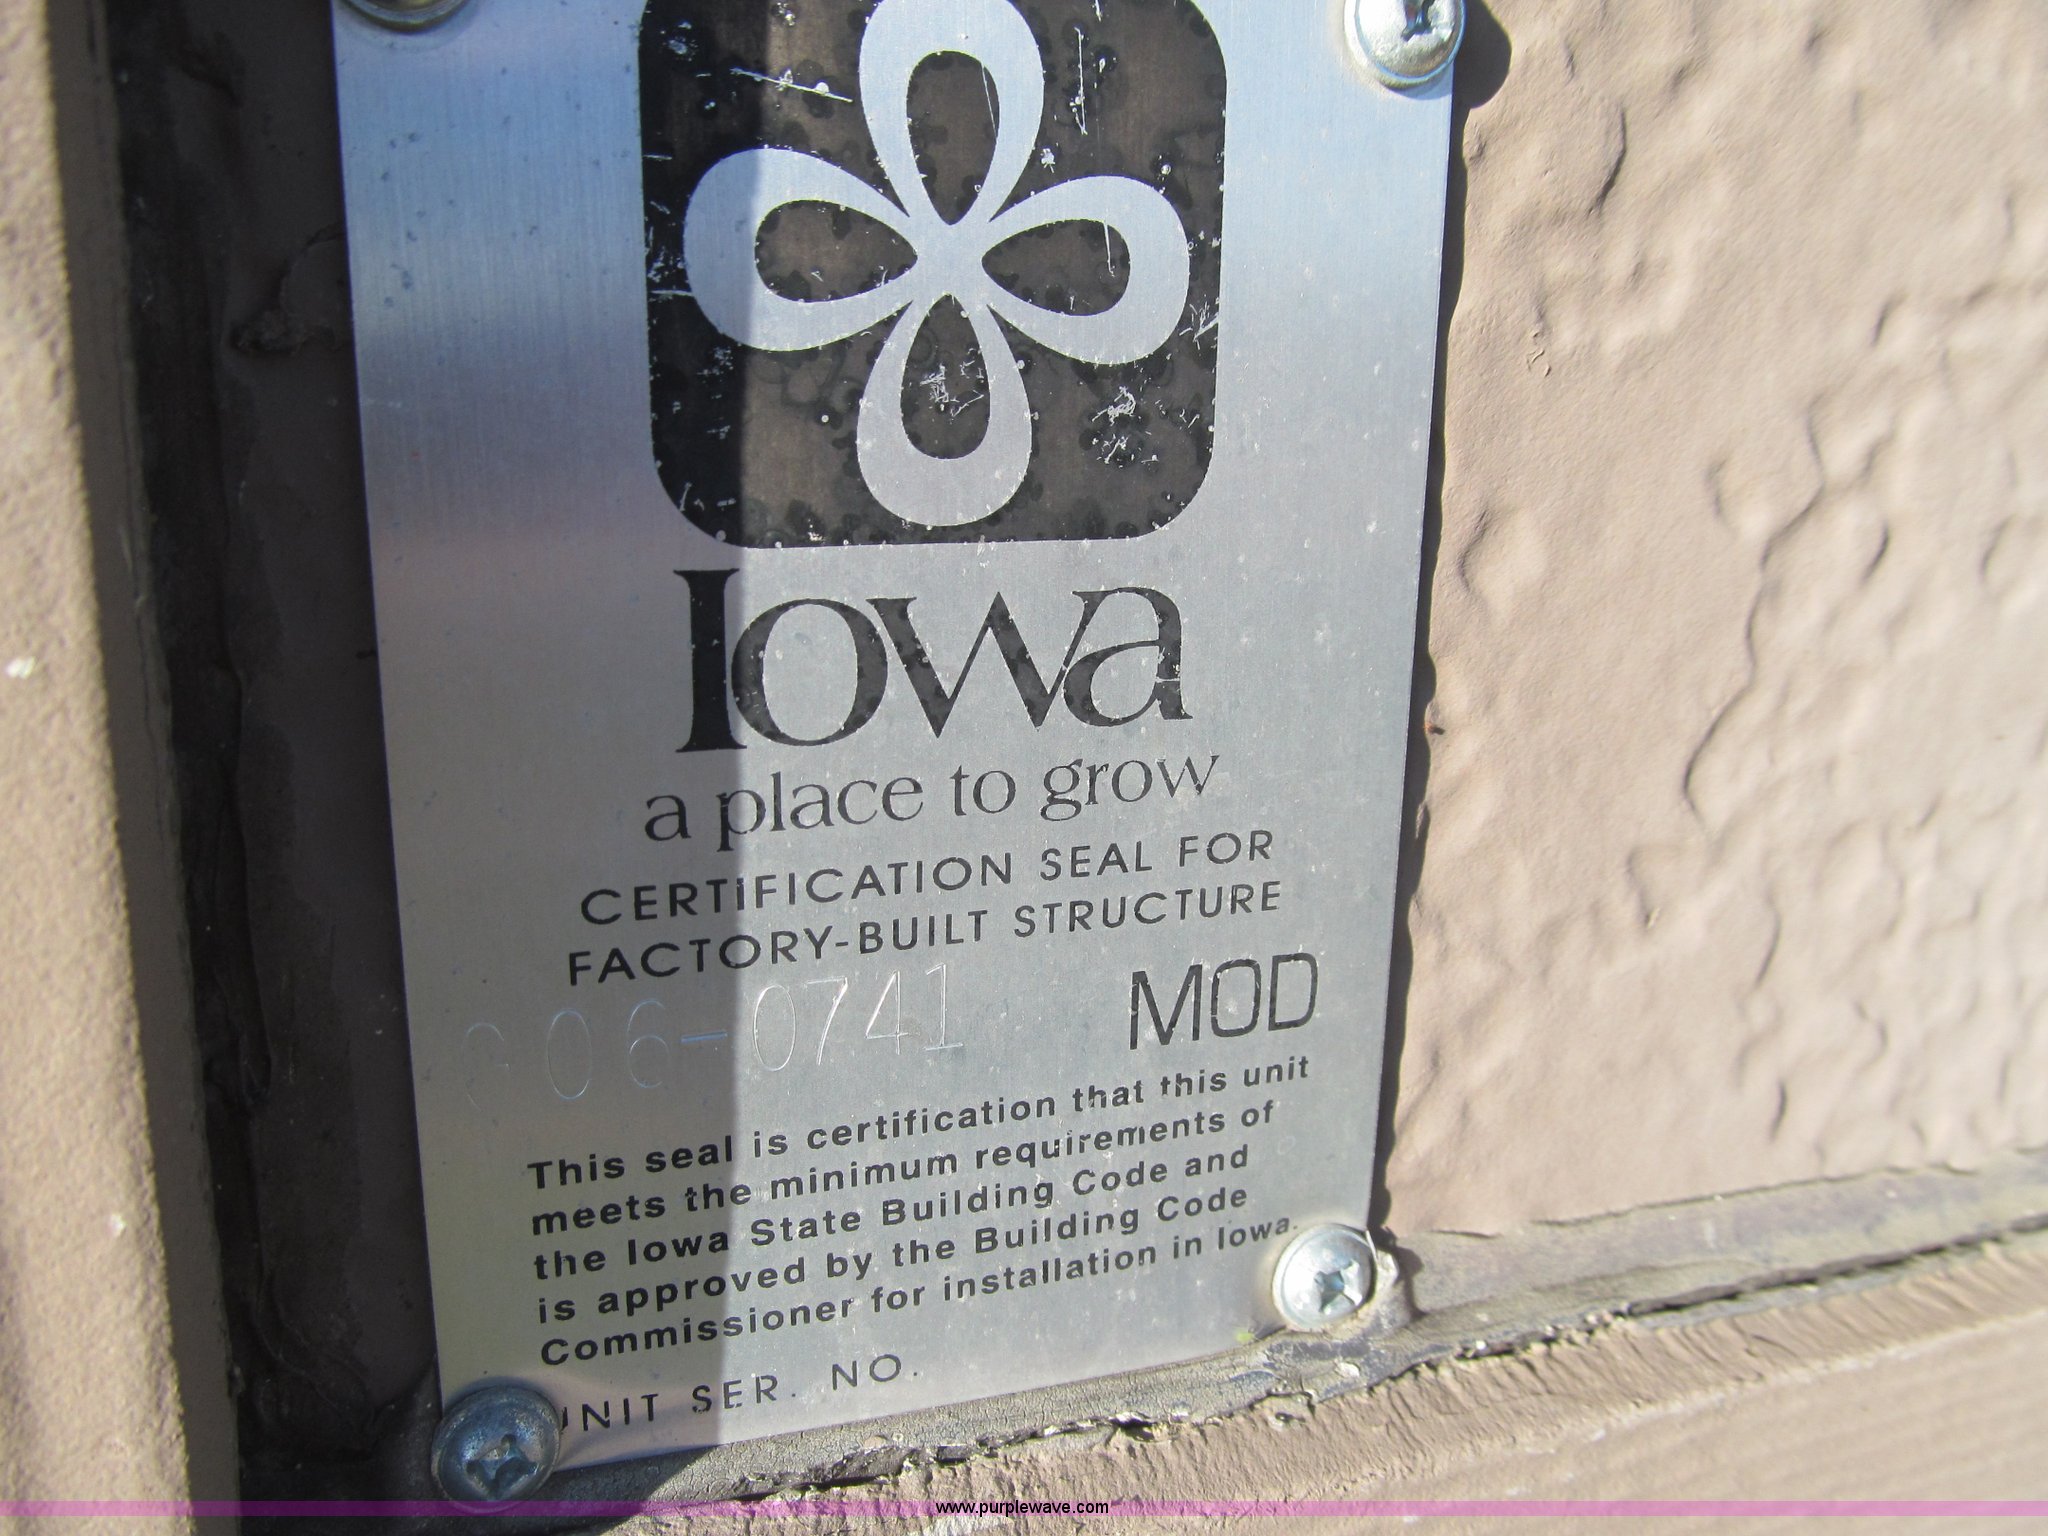 Iowa
a place to grow
CERTIFICATION SEAL FOR
FACTORY-BUILT STRUCTURE
MOD
This seal is certification that this unit
meets the minimum requirements of
the Iowa State Building Code and
is approved by the Building Code
Commissioner for installation in Iowa.
UNIT SER. NO.
www.purplewave.com